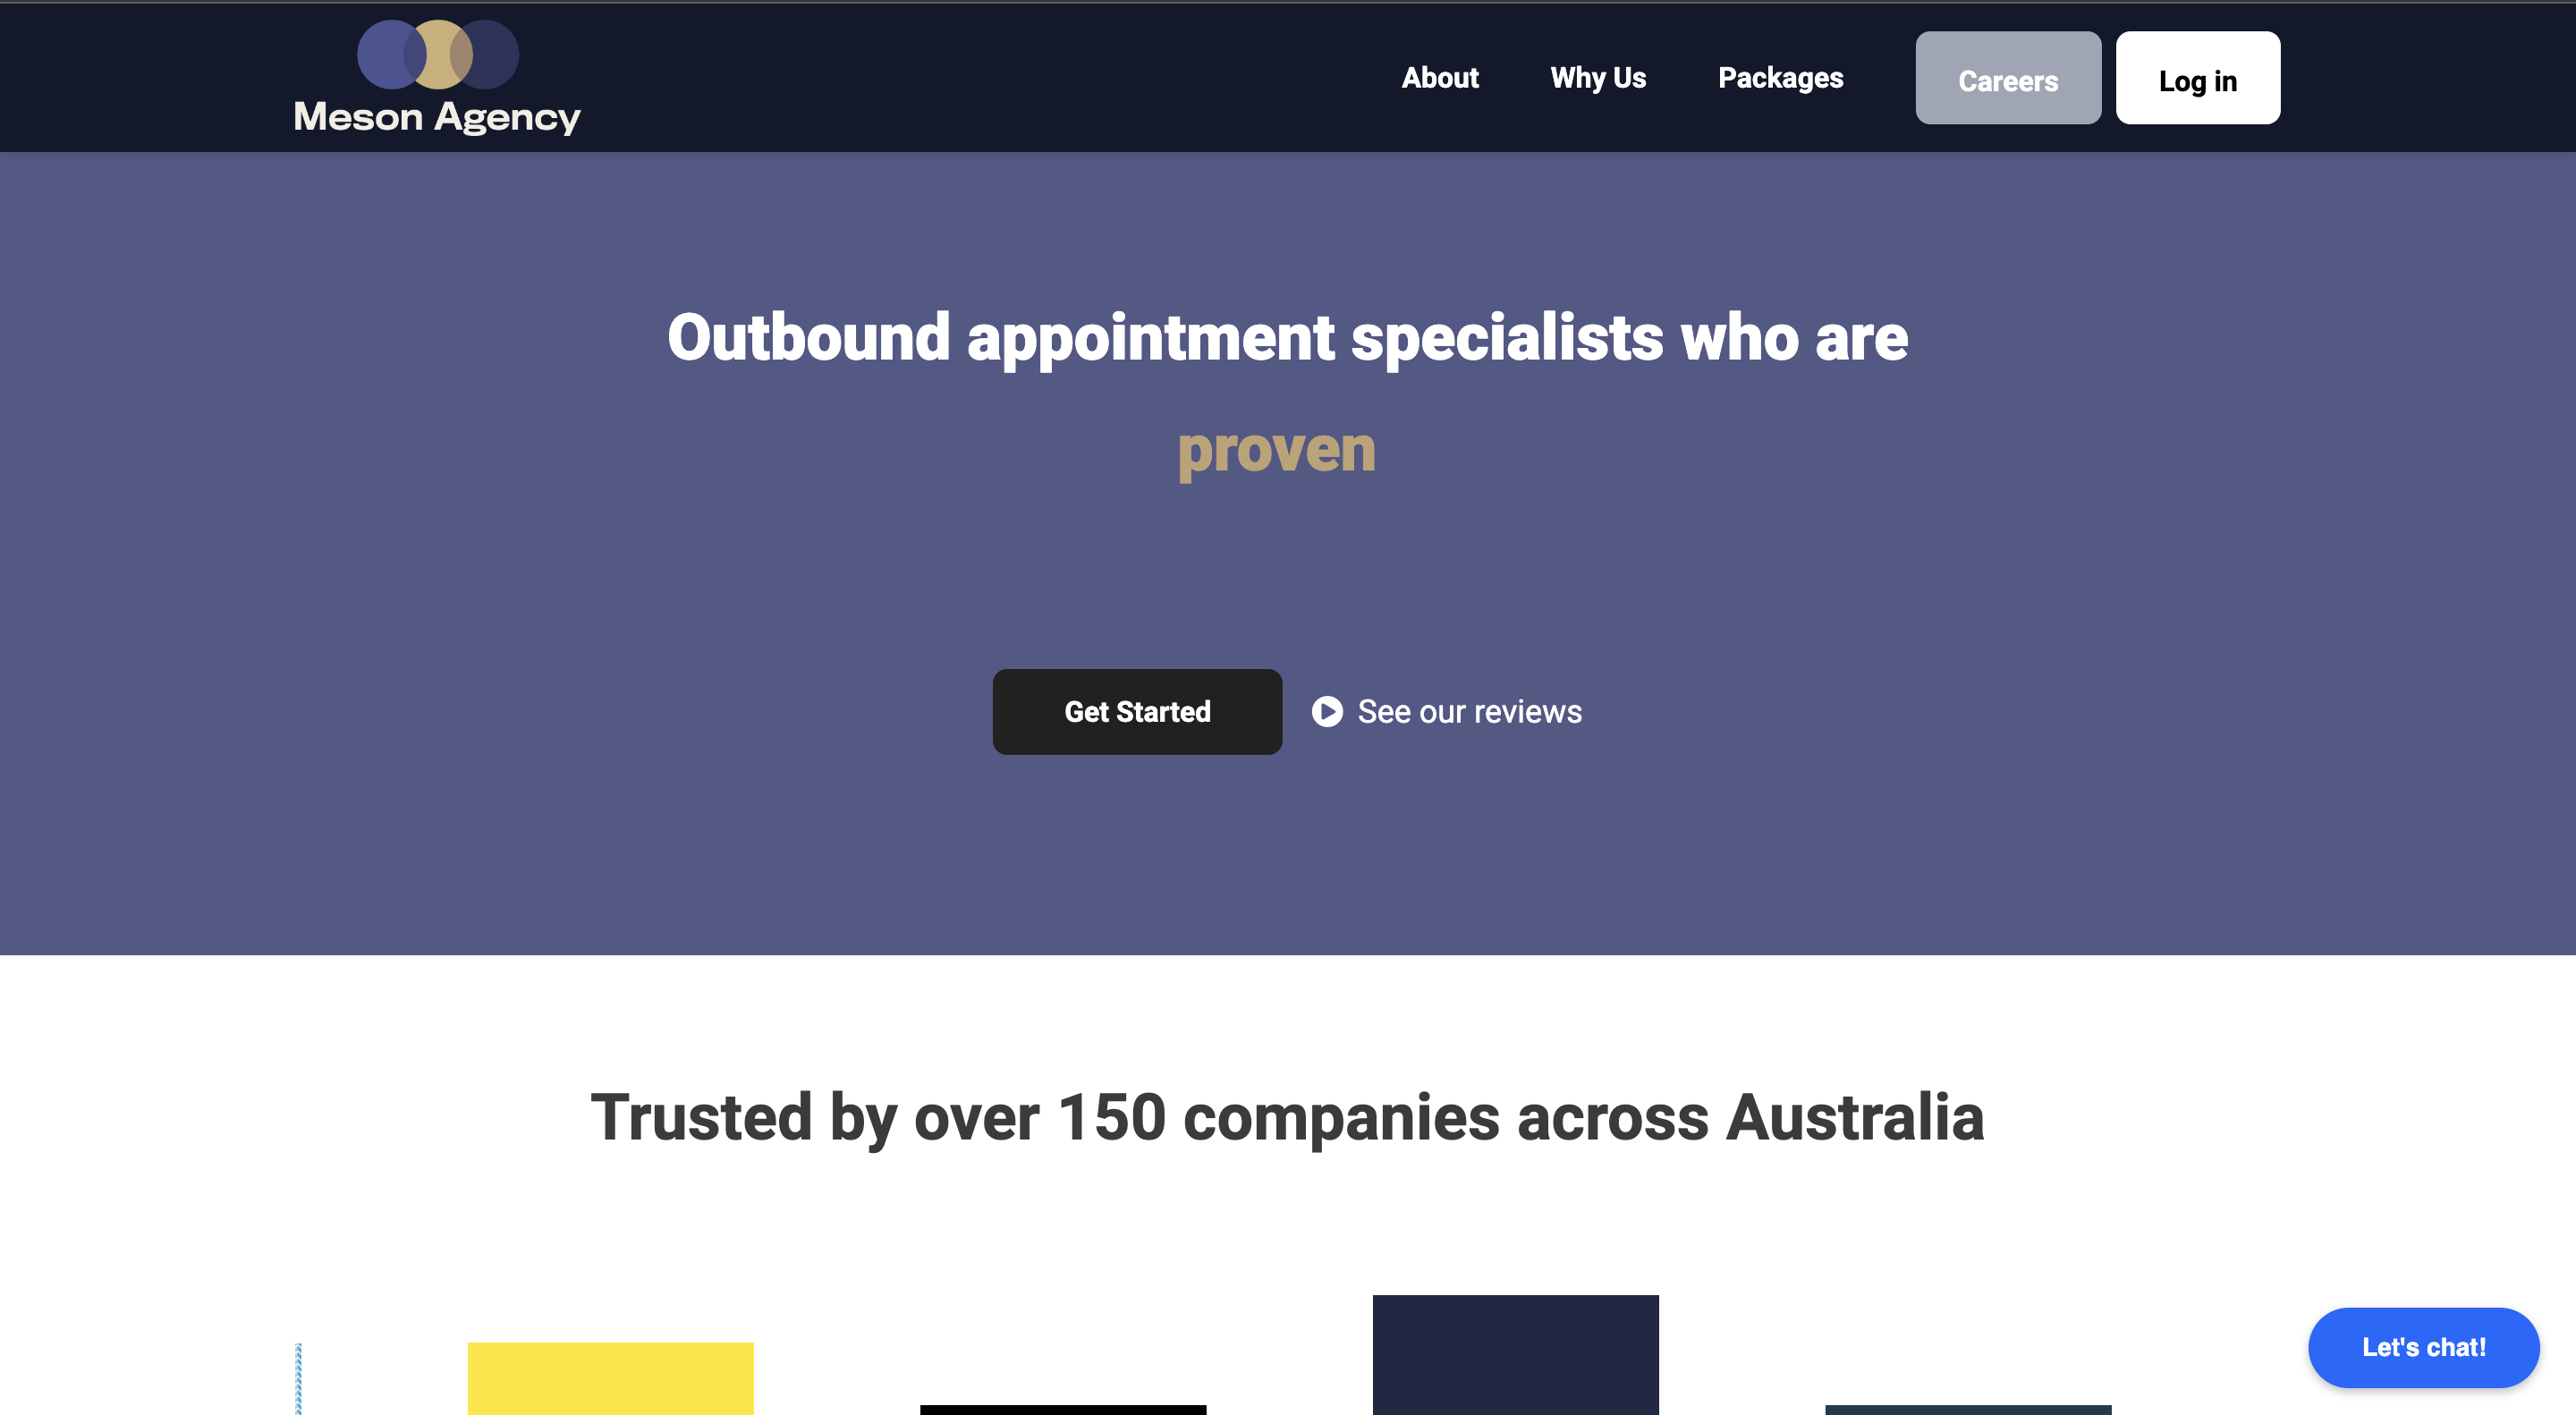 Meson Agency
About
Why Us
Packages
Careers
Log in
Outbound appointment specialists who are
proven
Get Started
See our reviews
Trusted by over 150 companies across Australia
Let's chat!